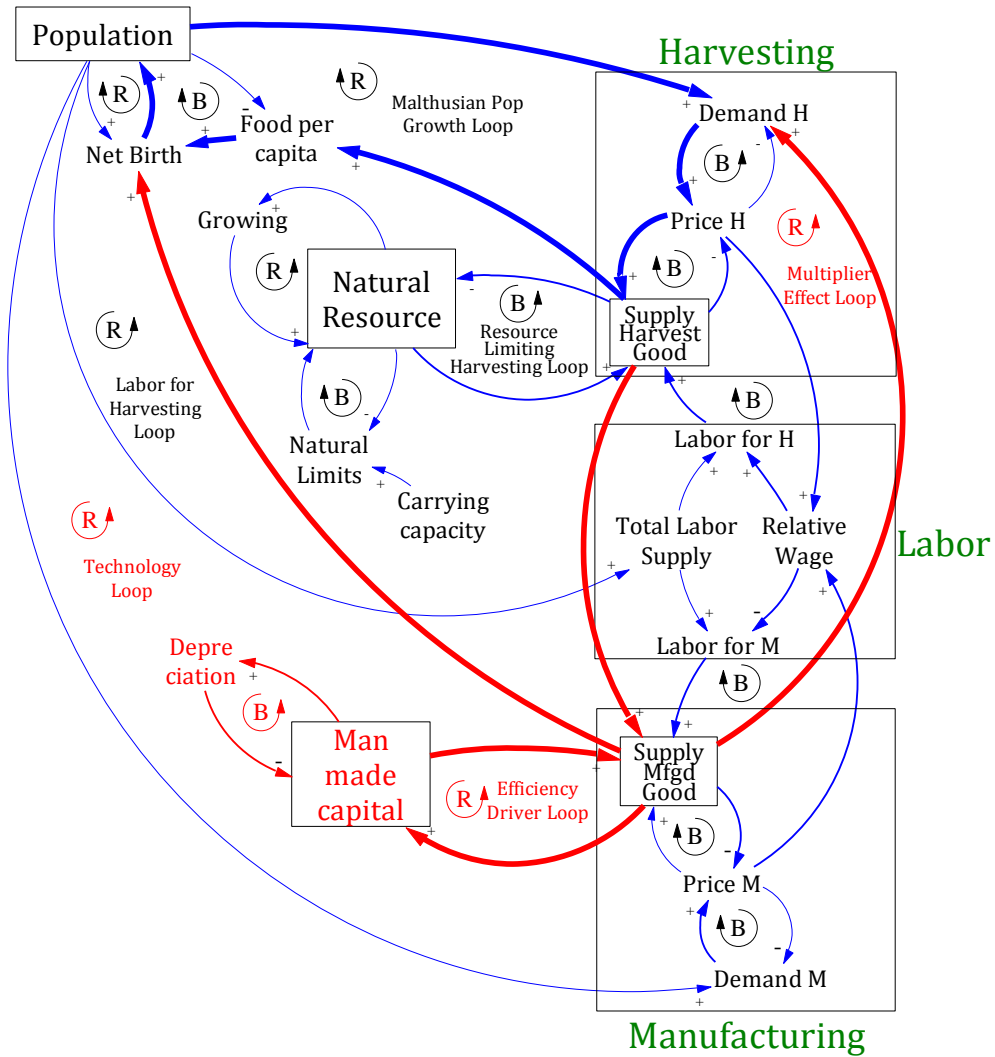 Population
Harvesting
R
B
R
Malthusian Pop
Growth Loop
+
+
-
+
+
Net Birth
Food per
capita
+
+
Demand H
+
-
B
+
Price H
-
R
Multiplier
Effect Loop
Growing
+
R
+
Natural
Resource
-
B
Resource
Limiting
Harvesting Loop
B
+
Supply
Harvest
Good
+
R
Labor for
Harvesting
Loop
B
-
Natural
Limits
+
Carrying
capacity
B
Labor for H
+
+
Total Labor
Supply
Relative
Wage
+
+
+
+
-
Labor for M
Labor
R
Technology
Loop
B
Depre
ciation
+
B
-
Man
made
capital
+
R
Efficiency
Driver Loop
+
+
+
Supply
Mfgd
Good
+
B
-
Price M
+
B
-
Demand M
+
Manufacturing